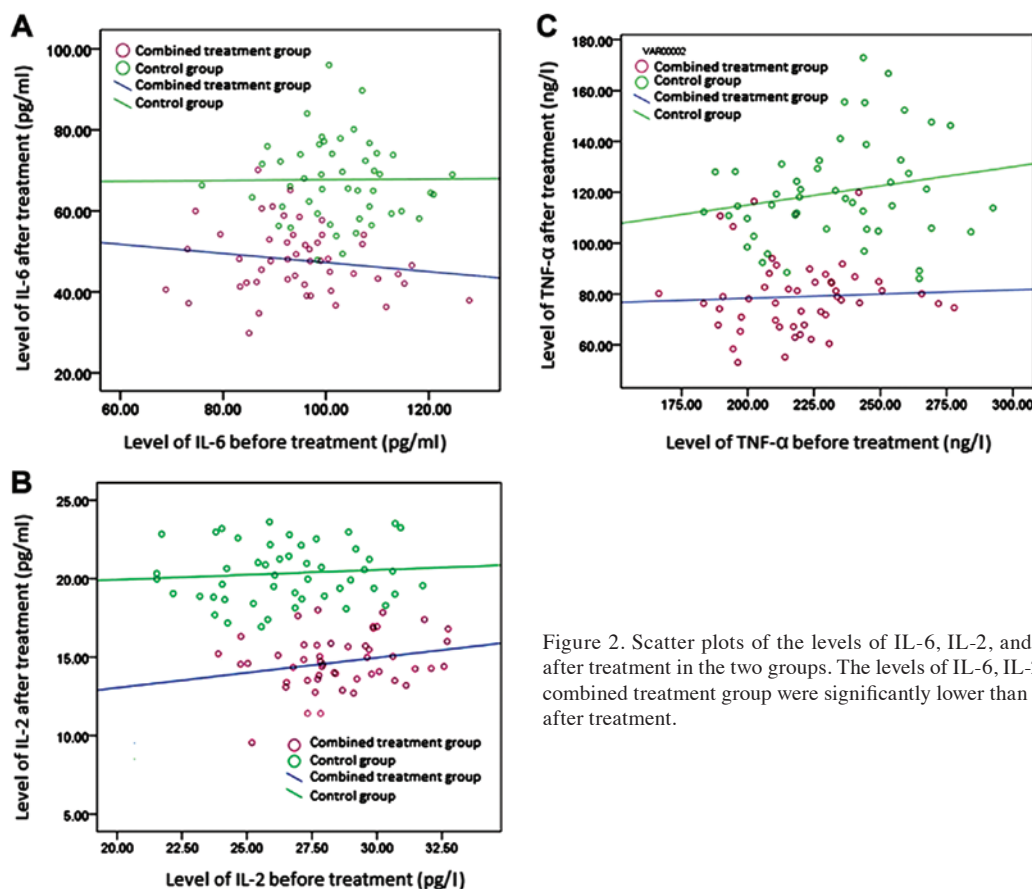 A
Level of IL-6 after treatment (pg/ml)
100.00
80.00
60.00
40.00
20.00
Combined treatment group
Control group
Combined treatment group
Control group
60.00 80.00 100.00 120.00
Level of IL-6 before treatment (pg/ml)
C
Level of TNF-α after treatment (ng/l)
180.00
160.00
140.00
120.00
100.00
80.00
60.00
VAR00002
Combined treatment group
Control group
Combined treatment group
Control group
175.00 200.00 225.00 250.00 275.00 300.00
Level of TNF-α before treatment (ng/l)
B
Level of IL-2 after treatment (pg/ml)
25.00
20.00
15.00
10.00
5.00
Combined treatment group
Control group
Combined treatment group
Control group
20.00 22.50 25.00 27.50 30.00 32.50
Level of IL-2 before treatment (pg/l)
Figure 2. Scatter plots of the levels of IL-6, IL-2, and
after treatment in the two groups. The levels of IL-6,
combined treatment group were significantly lower than
after treatment.